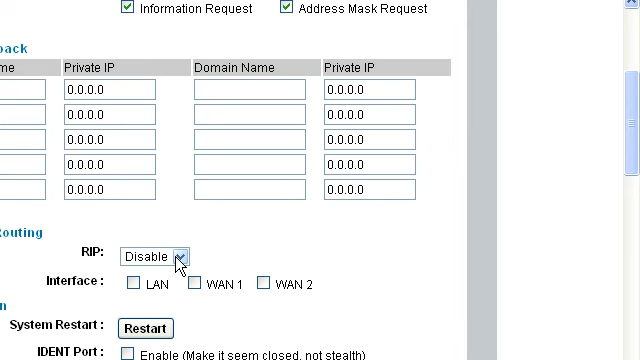 Information Request Address Mask Request
pack
me Private IP Domain Name Private IP
0.0.0.0 0.0.0.0
0.0.0.0 0.0.0.0
0.0.0.0 0.0.0.0
0.0.0.0 0.0.0.0
0.0.0.0 0.0.0.0
Routing
RIP: Disable
Interface : LAN WAN 1 WAN 2
n
System Restart : Restart
IDENT Port : Enable (Make it seem closed, not stealth)